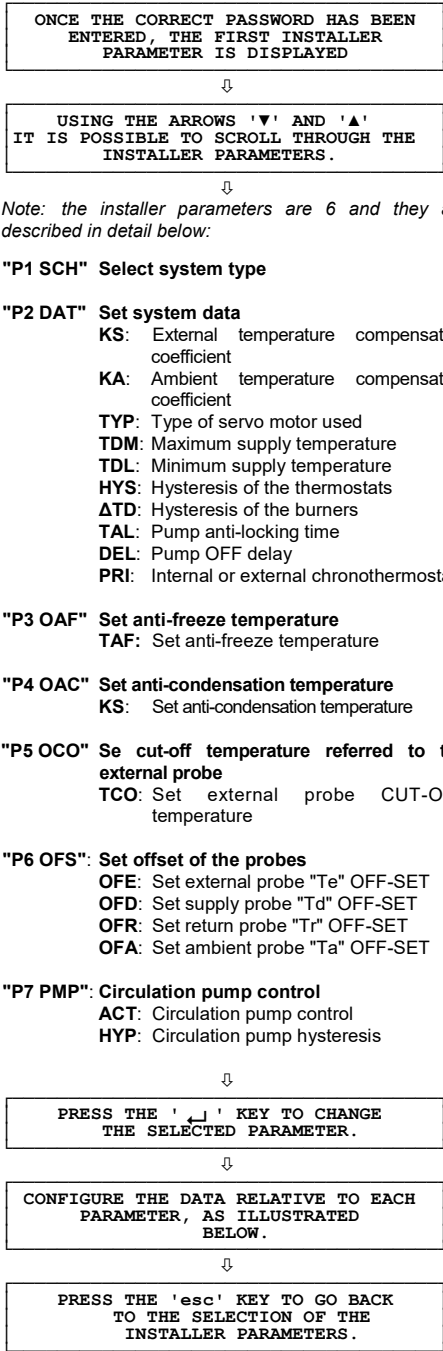 ONCE THE CORRECT PASSWORD HAS BEEN
ENTERED, THE FIRST INSTALLER
PARAMETER IS DISPLAYED
⇩
USING THE ARROWS '▼' AND '▲'
IT IS POSSIBLE TO SCROLL THROUGH THE
INSTALLER PARAMETERS.
⇩
Note: the installer parameters are 6 and they
described in detail below:
"P1 SCH" Select system type
"P2 DAT" Set system data
KS: External temperature
coefficient
KA: Ambient temperature
coefficient
TYP: Type of servo motor used
TDM: Maximum supply temperature
TDL: Minimum supply temperature
HYS: Hysteresis of the thermostats
ΔTD: Hysteresis of the burners
TAL: Pump anti-locking time
DEL: Pump OFF delay
PRI: Internal or external
"P3 OAF" Set anti-freeze temperature
TAF: Set anti-freeze temperature
"P4 OAC" Set anti-condensation temperature
KS: Set anti-condensation temperature
"P5 OCO" Se cut-off temperature referred to
external probe
TCO: Set external probe
temperature
"P6 OFS": Set offset of the probes
OFE: Set external probe "Te" OFF-SET
OFD: Set supply probe "Td" OFF-SET
OFR: Set return probe "Tr" OFF-SET
OFA: Set ambient probe "Ta" OFF-SET
"P7 PMP": Circulation pump control
ACT: Circulation pump control
HYP: Circulation pump hysteresis
⇩
PRESS THE '↵' KEY TO CHANGE
THE SELECTED PARAMETER.
⇩
CONFIGURE THE DATA RELATIVE TO EACH
PARAMETER, AS ILLUSTRATED
BELOW.
⇩
PRESS THE 'esc' KEY TO GO BACK
TO THE SELECTION OF THE
INSTALLER PARAMETERS.